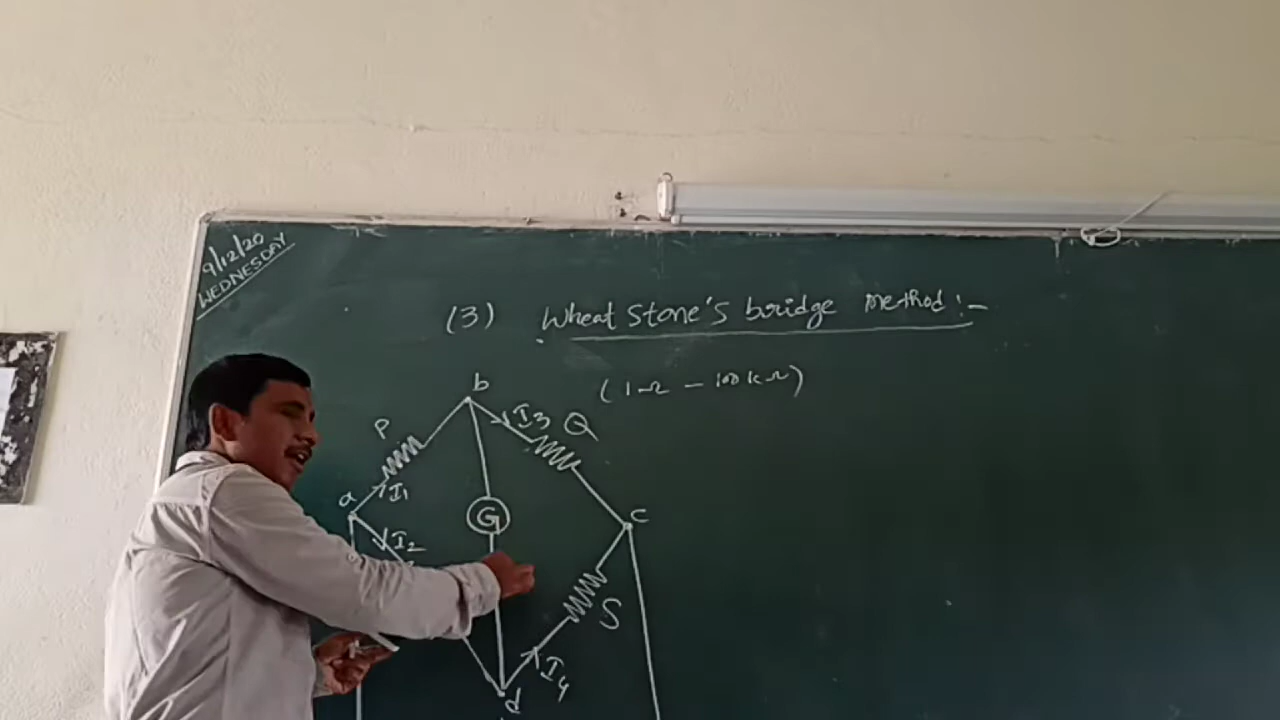 9/12/20
WEDNESDAY
(3) Wheat Stone's bridge method :-
(1Ω - 100kΩ)
b
P
I3
Q
a
I1
G
c
I2
S
I4
d